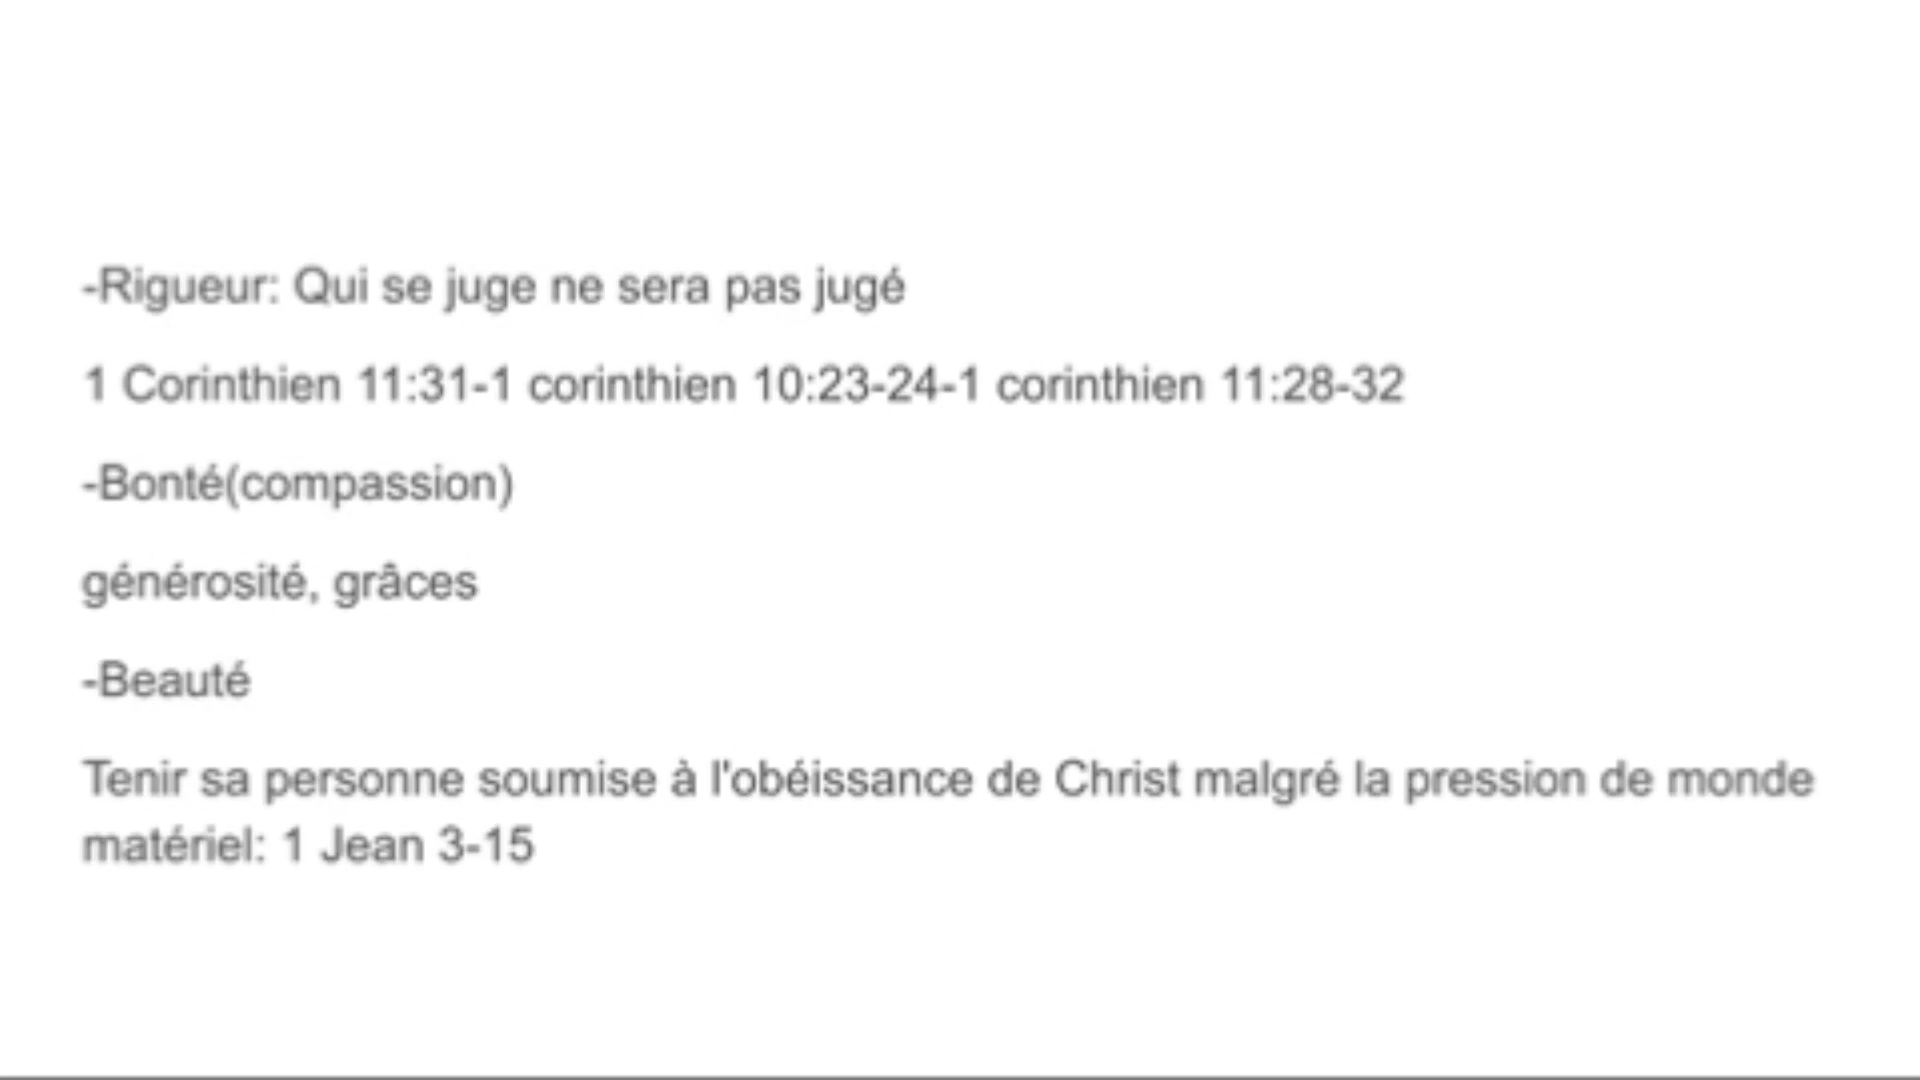 -Rigueur: Qui se juge ne sera pas jugé
1 Corinthien 11:31-1 corinthien 10:23-24-1 corinthien 11:28-32
-Bonté(compassion)
générosité, grâces
-Beauté
Tenir sa personne soumise à l'obéissance de Christ malgré la pression de monde
matériel: 1 Jean 3-15